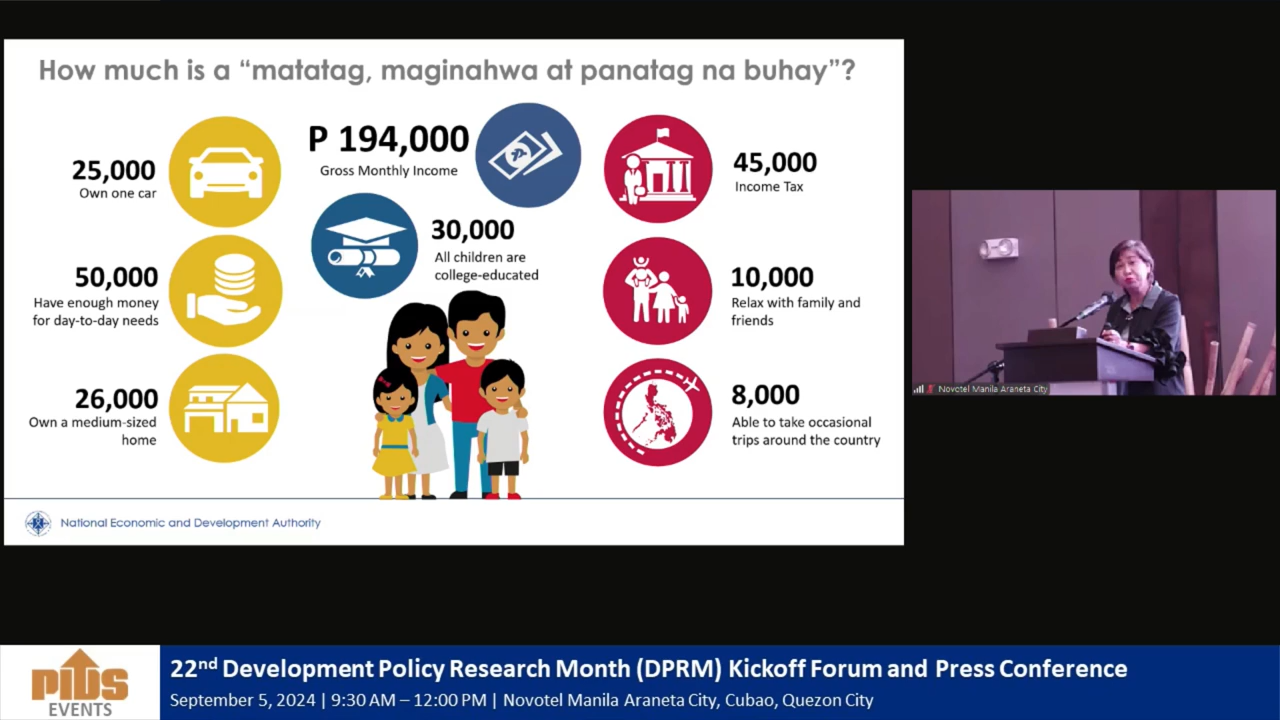 How much is a “matatag, maginahwa at panatag na buhay”?
25,000
Own one car
50,000
Have enough money
for day-to-day needs
26,000
Own a medium-sized
home
P 194,000
Gross Monthly Income
30,000
All children are
college-educated
45,000
Income Tax
10,000
Relax with family and
friends
8,000
Able to take occasional
trips around the country
National Economic and Development Authority
Novotel Manila Araneta City
PIDS
EVENTS
22nd Development Policy Research Month (DPRM) Kickoff Forum and Press Conference
September 5, 2024 | 9:30 AM – 12:00 PM | Novotel Manila Araneta City, Cubao, Quezon City